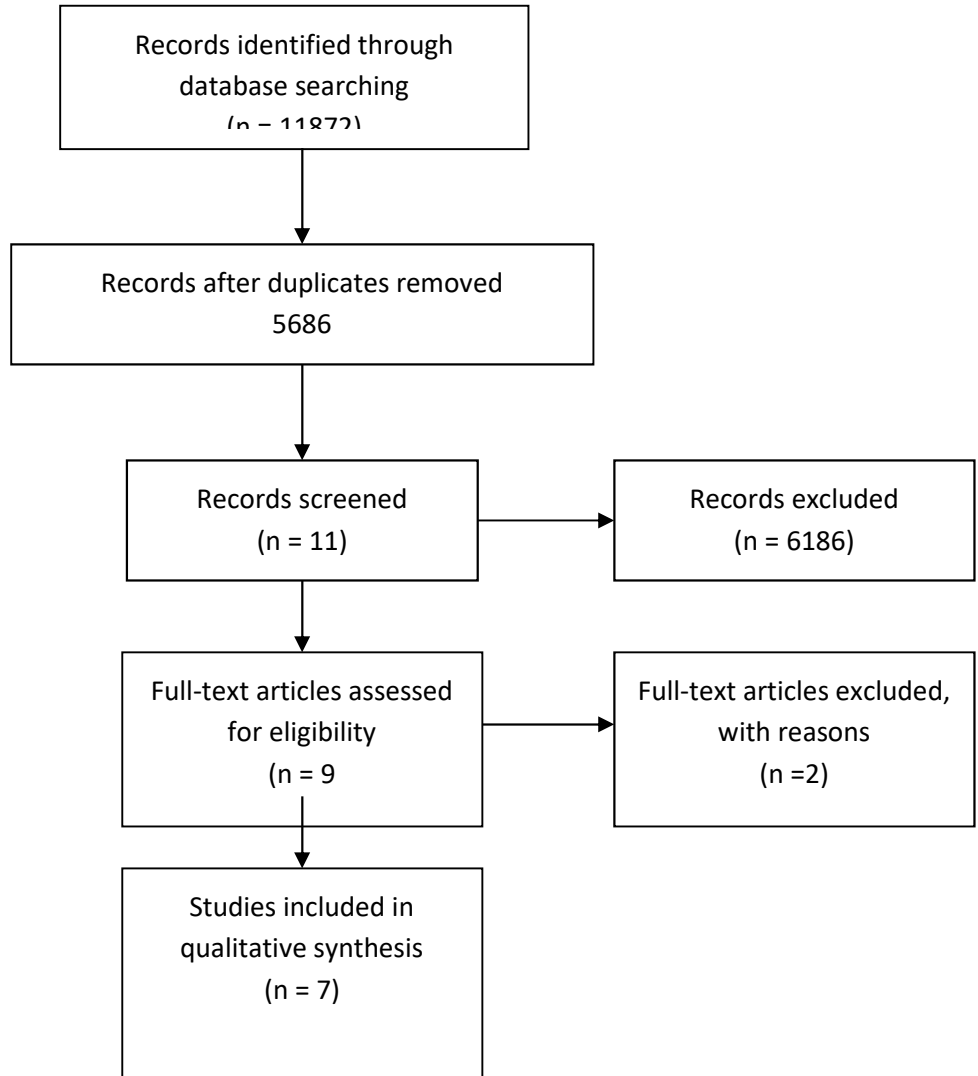 Records identified through
database searching
(n = 11872)
Records after duplicates removed
5686
Records screened
(n = 11)
Records excluded
(n = 6186)
Full-text articles assessed
for eligibility
(n = 9
Full-text articles excluded,
with reasons
(n =2)
Studies included in
qualitative synthesis
(n = 7)